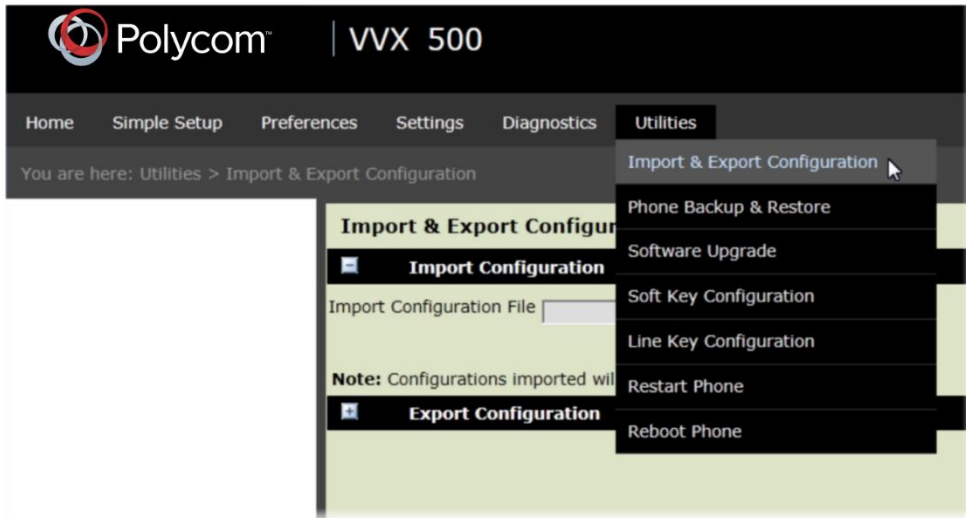 Polycom™ | VVX 500
Home Simple Setup Preferences Settings Diagnostics Utilities
You are here: Utilities > Import & Export Configuration
Import & Export Configuration
Phone Backup & Restore
Software Upgrade
Soft Key Configuration
Line Key Configuration
Restart Phone
Reboot Phone
Import & Export Configur
Import Configuration
Import Configuration File
Note: Configurations imported wil
Export Configuration